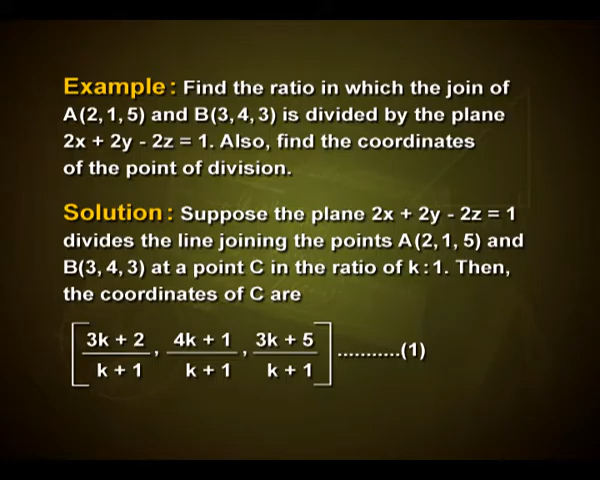 Example: Find the ratio in which the join of
A(2, 1, 5) and B(3, 4, 3) is divided by the plane
2x + 2y - 2z = 1. Also, find the coordinates
of the point of division.
Solution: Suppose the plane 2x + 2y - 2z = 1
divides the line joining the points A(2, 1, 5) and
B(3, 4, 3) at a point C in the ratio of k : 1. Then,
the coordinates of C are
[ (3k + 2)/(k + 1), (4k + 1)/(k + 1), (3k + 5)/(k + 1) ] ...........(1)